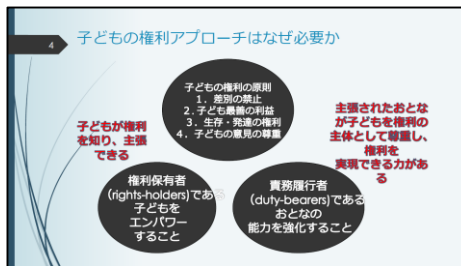 4
子どもの権利アプローチはなぜ必要か
子どもの権利の原則
１．差別の禁止
２．子ども最善の利益
３．生存・発達の権利
４．子どもの意見の尊重
子どもが権利
を知り、主張
できる
主張されたおとな
が子どもを権利の
主体として尊重し、
権利を
実現できる力があ
る
権利保有者
（rights-holders）であ
子どもを
エンパワー
すること
責務履行者
（duty-bearers）である
おとなの
能力を強化すること